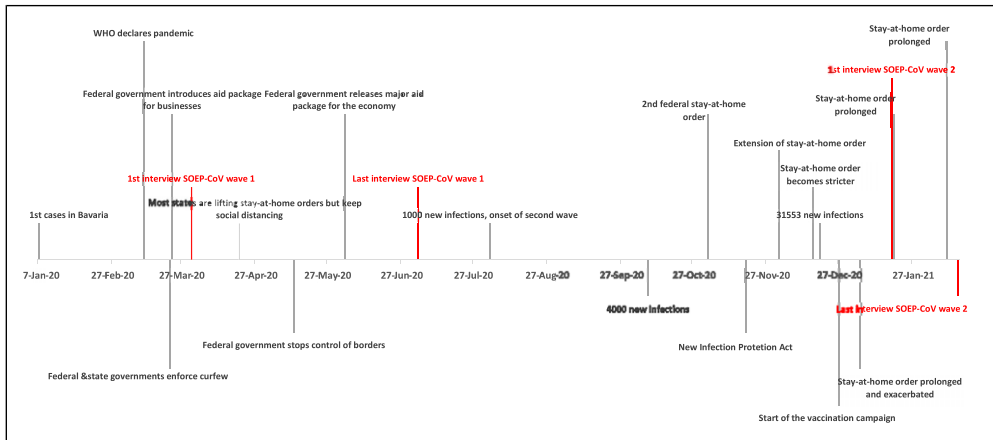 WHO declares pandemic
Stay-at-home order
prolonged
1st interview SOEP-CoV wave 2
Federal government introduces aid package
for businesses
Federal government releases major aid
package for the economy
2nd federal stay-at-home
order
Stay-at-home order
prolonged
Extension of stay-at-home order
Stay-at-home order
becomes stricter
1st interview SOEP-CoV wave 1
Last interview SOEP-CoV wave 1
Most states are lifting stay-at-home orders but keep
social distancing
1st cases in Bavaria
1000 new infections, onset of second wave
31553 new infections
7-Jan-20 27-Feb-20 27-Mar-20 27-Apr-20 27-May-20 27-Jun-20 27-Jul-20 27-Aug-20 27-Sep-20 27-Oct-20 27-Nov-20 27-Dec-20 27-Jan-21
4000 new infections
Last interview SOEP-CoV wave 2
Federal government stops control of borders
New Infection Protetion Act
Federal &state governments enforce curfew
Stay-at-home order prolonged
and exacerbated
Start of the vaccination campaign